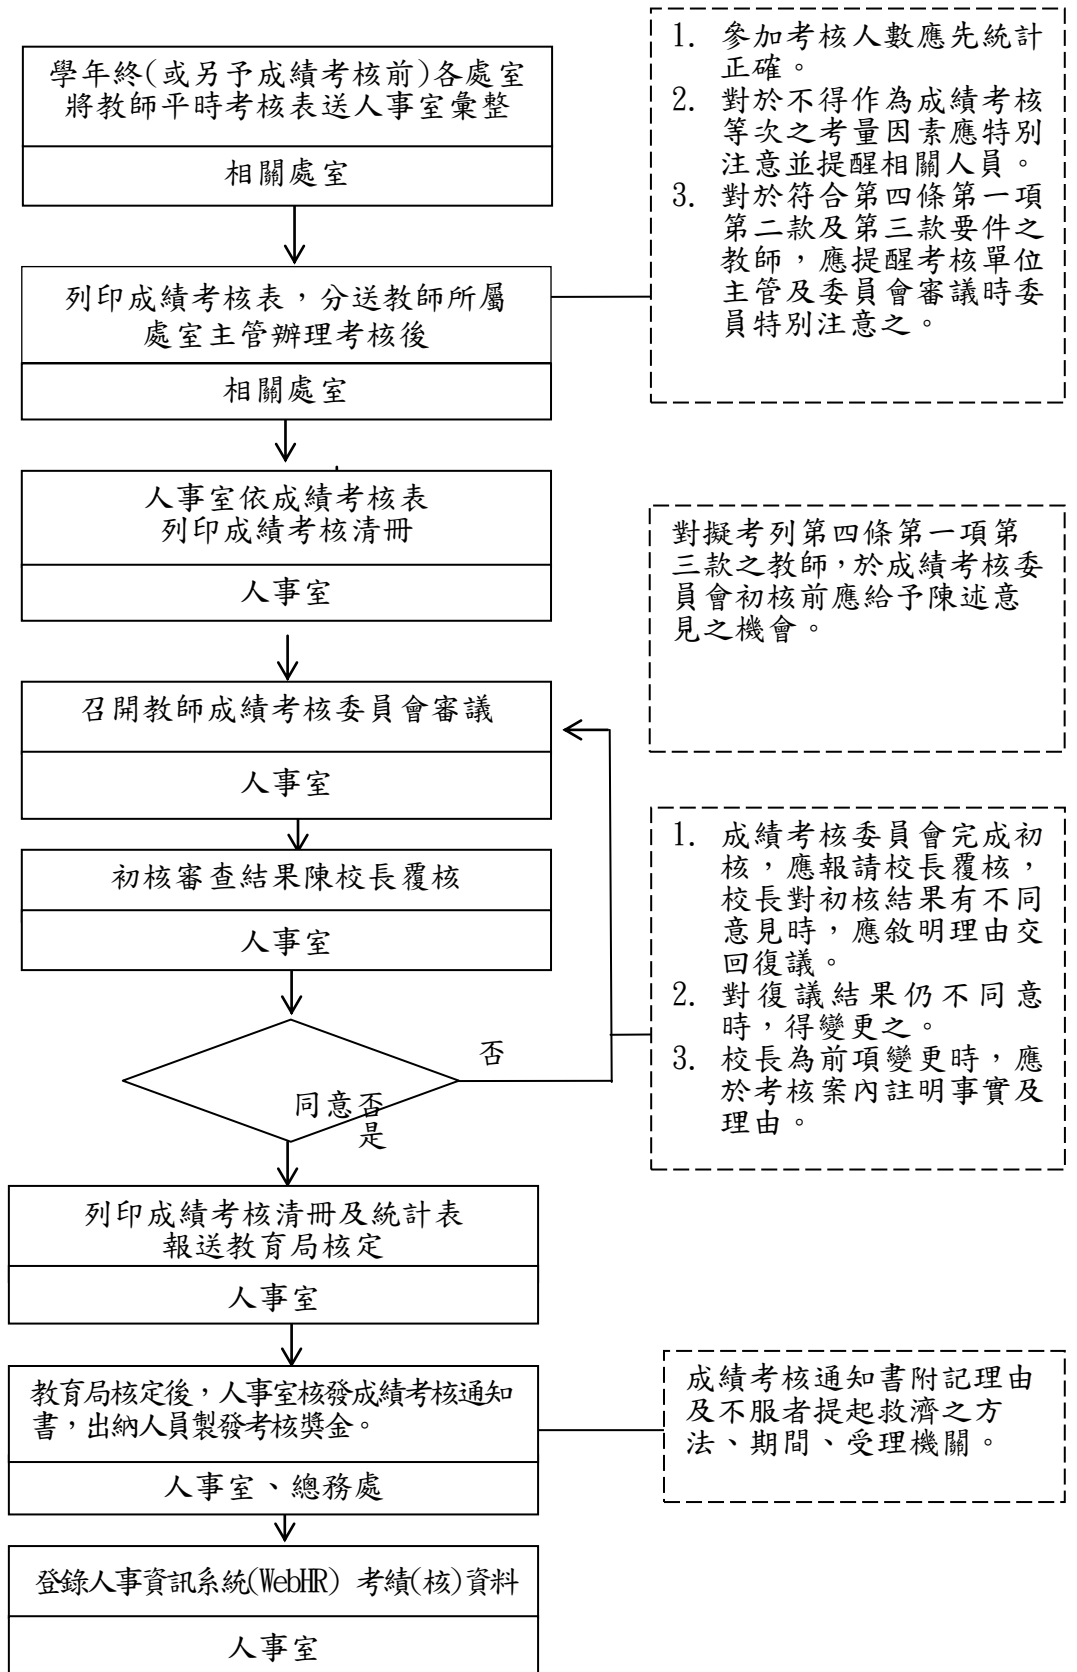 學年終(或另予成績考核前)各處室
將教師平時考核表送人事室彙整
相關處室
1. 參加考核人數應先統計
正確。
2. 對於不得作為成績考核
等次之考量因素應特別
注意並提醒相關人員。
3. 對於符合第四條第一項
第二款及第三款要件之
教師，應提醒考核單位
主管及委員會審議時委
員特別注意之。
列印成績考核表，分送教師所屬
處室主管辦理考核後
相關處室
人事室依成績考核表
列印成績考核清冊
人事室
對擬考列第四條第一項第
三款之教師，於成績考核委
員會初核前應給予陳述意
見之機會。
召開教師成績考核委員會審議
人事室
初核審查結果陳校長覆核
人事室
1. 成績考核委員會完成初
核，應報請校長覆核，
校長對初核結果有不同
意見時，應敘明理由交
回復議。
2. 對復議結果仍不同意
時，得變更之。
3. 校長為前項變更時，應
於考核案內註明事實及
理由。
否
同意否
是
列印成績考核清冊及統計表
報送教育局核定
人事室
教育局核定後，人事室核發成績考核通知
書，出納人員製發考核獎金。
人事室、總務處
成績考核通知書附記理由
及不服者提起救濟之方
法、期間、受理機關。
登錄人事資訊系統(WebHR) 考績(核)資料
人事室